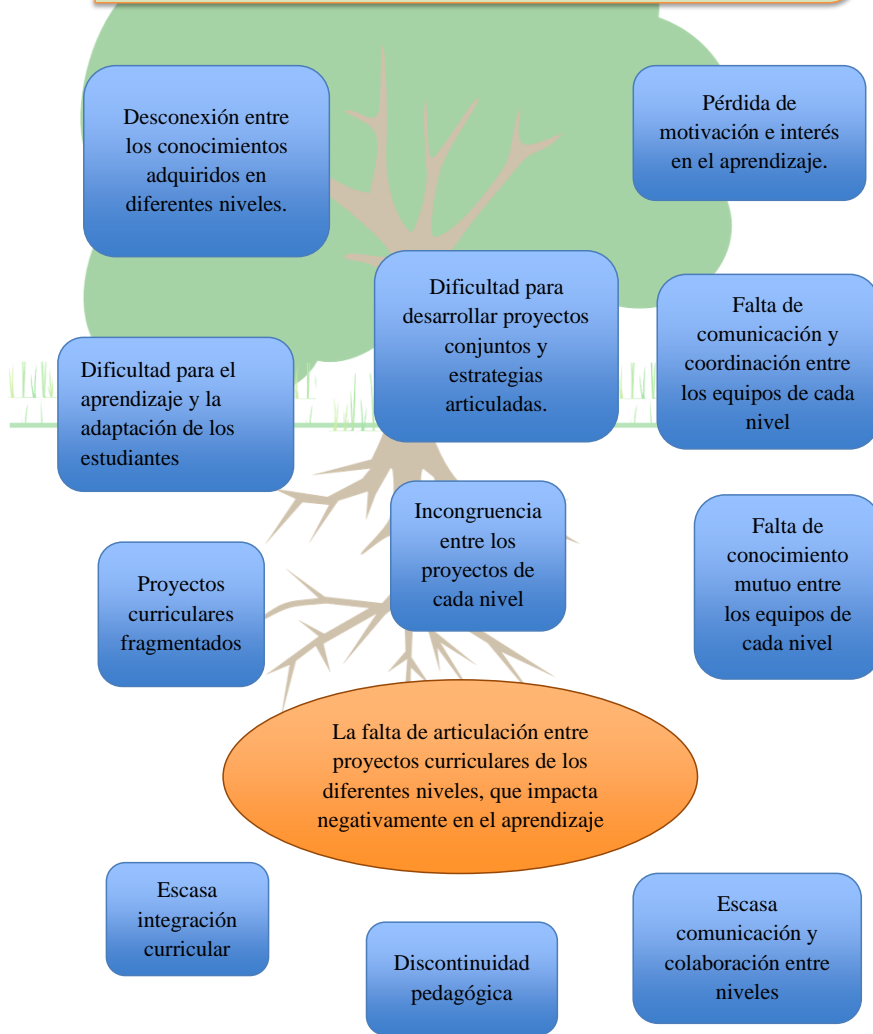 Desconexión entre
los conocimientos
adquiridos en
diferentes niveles.
Pérdida de
motivación e interés
en el aprendizaje.
Dificultad para
desarrollar proyectos
conjuntos y
estrategias
articuladas.
Falta de
comunicación y
coordinación entre
los equipos de cada
nivel
Dificultad para el
aprendizaje y la
adaptación de los
estudiantes
Incongruencia
entre los
proyectos de
cada nivel
Falta de
conocimiento
mutuo entre
los equipos de
cada nivel
Proyectos
curriculares
fragmentados
La falta de articulación entre
proyectos curriculares de los
diferentes niveles, que impacta
negativamente en el aprendizaje
Escasa
integración
curricular
Discontinuidad
pedagógica
Escasa
comunicación y
colaboración entre
niveles